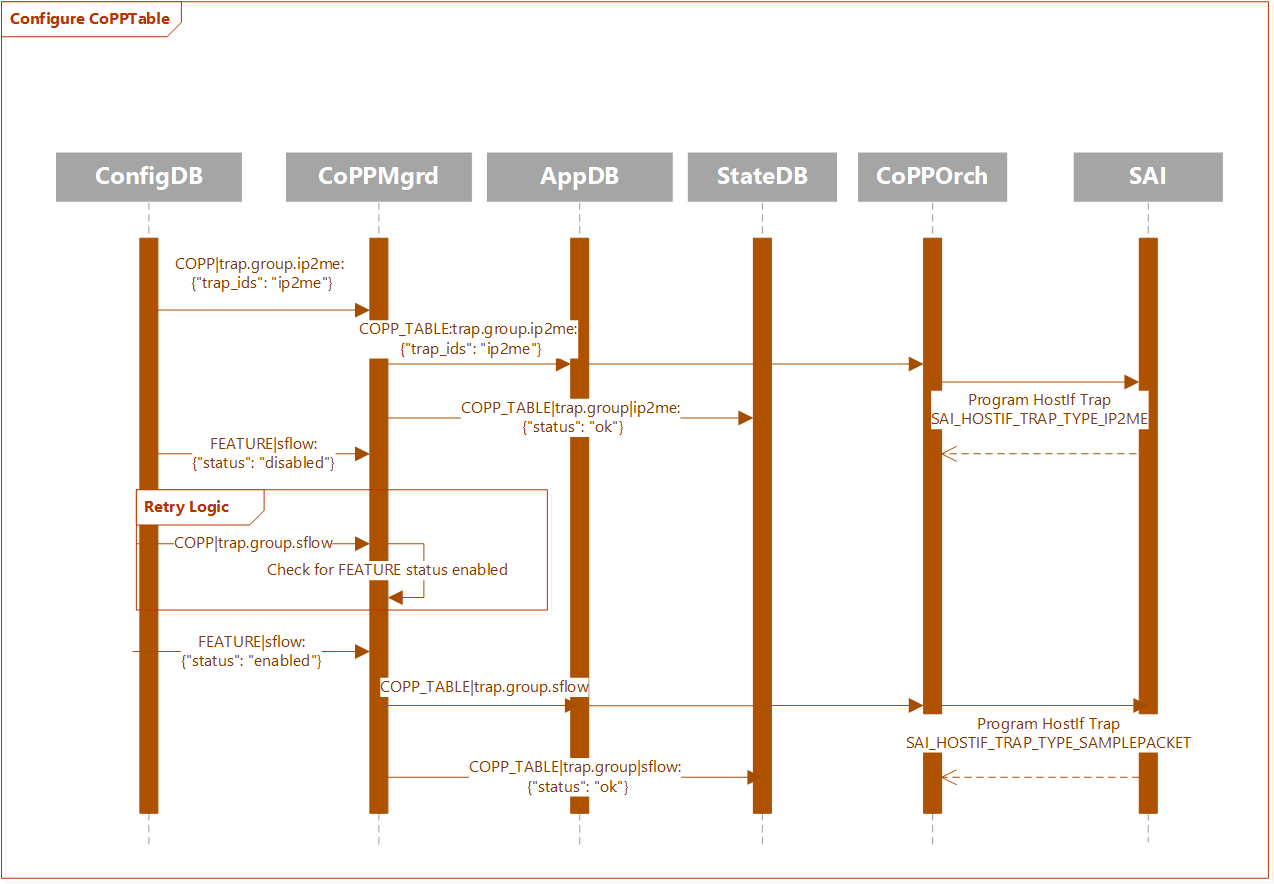 Configure CoPPTable
ConfigDB
CoPPMgrd
AppDB
StateDB
CoPPOrch
SAI
COPP|trap.group.ip2me:
{"trap_ids": "ip2me"}
COPP_TABLE:trap.group.ip2me:
{"trap_ids": "ip2me"}
Program HostIf Trap
SAI_HOSTIF_TRAP_TYPE_IP2ME
COPP_TABLE|trap.group|ip2me:
{"status": "ok"}
FEATURE|sflow:
{"status": "disabled"}
Retry Logic
COPP|trap.group.sflow
Check for FEATURE status enabled
FEATURE|sflow:
{"status": "enabled"}
COPP_TABLE|trap.group.sflow
Program HostIf Trap
SAI_HOSTIF_TRAP_TYPE_SAMPLEPACKET
COPP_TABLE|trap.group|sflow:
{"status": "ok"}